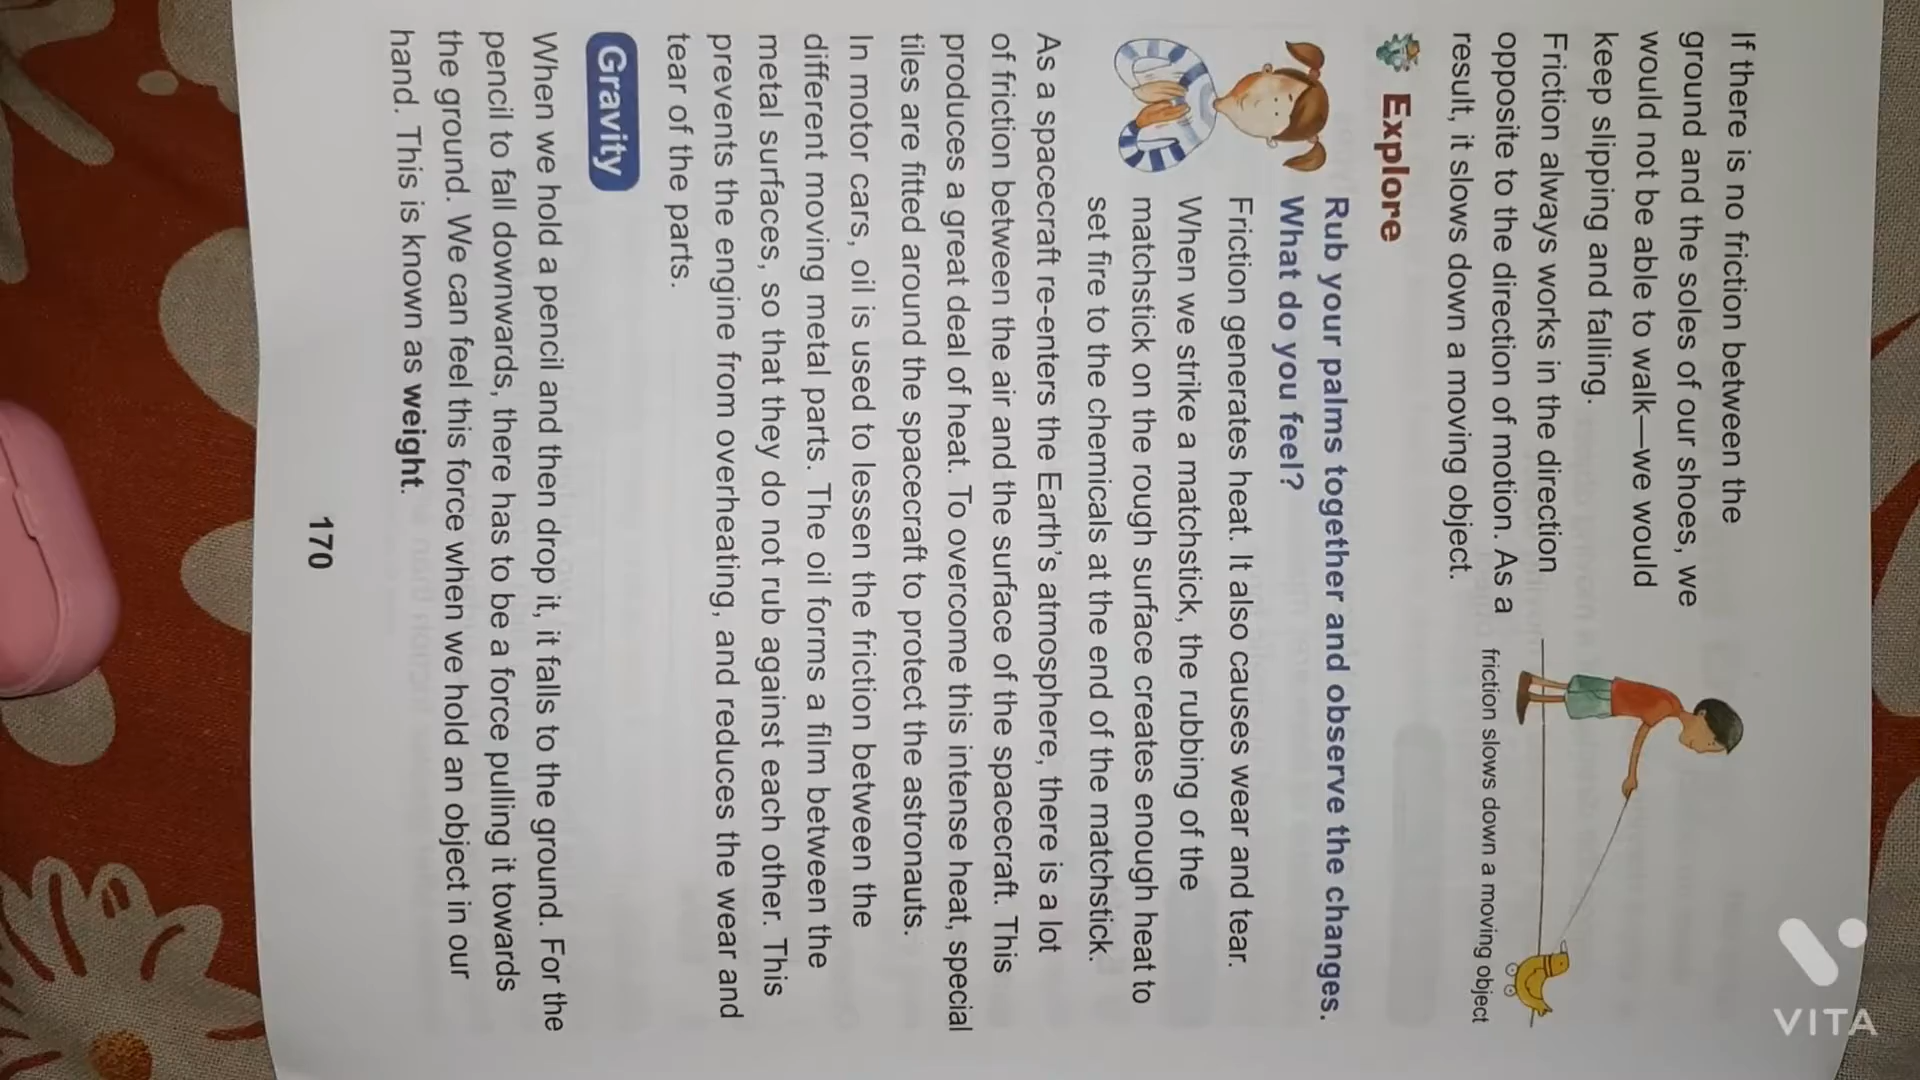 If there is no friction between the
ground and the soles of our shoes, we
would not be able to walk—we would
keep slipping and falling.
Friction always works in the direction
opposite to the direction of motion. As a
result, it slows down a moving object.
friction slows down a moving object
Explore
Rub your palms together and observe the changes.
What do you feel?
Friction generates heat. It also causes wear and tear.
When we strike a matchstick, the rubbing of the
matchstick on the rough surface creates enough heat to
set fire to the chemicals at the end of the matchstick.
As a spacecraft re-enters the Earth's atmosphere, there is a lot
of friction between the air and the surface of the spacecraft. This
produces a great deal of heat. To overcome this intense heat, special
tiles are fitted around the spacecraft to protect the astronauts.
In motor cars, oil is used to lessen the friction between the
different moving metal parts. The oil forms a film between the
metal surfaces, so that they do not rub against each other. This
prevents the engine from overheating, and reduces the wear and
tear of the parts.
Gravity
When we hold a pencil and then drop it, it falls to the ground. For the
pencil to fall downwards, there has to be a force pulling it towards
the ground. We can feel this force when we hold an object in our
hand. This is known as weight.
170
VITA